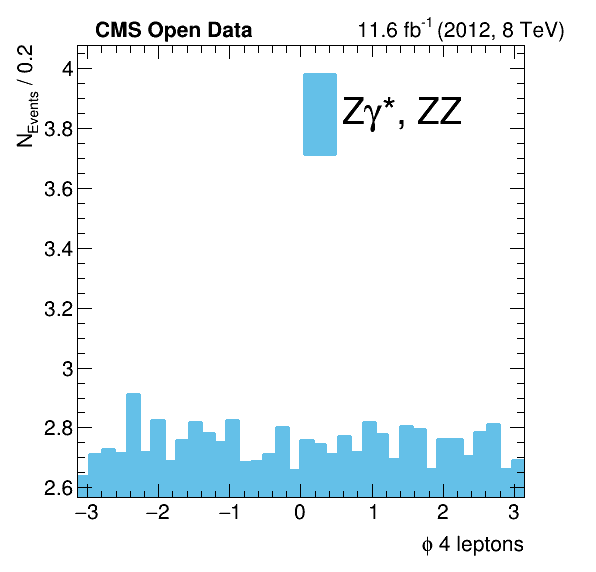 CMS Open Data 11.6 fb⁻¹ (2012, 8 TeV)
N_Events / 0.2
4
3.8
3.6
3.4
3.2
3
2.8
2.6
Zγ*, ZZ
−3 −2 −1 0 1 2 3
ϕ 4 leptons